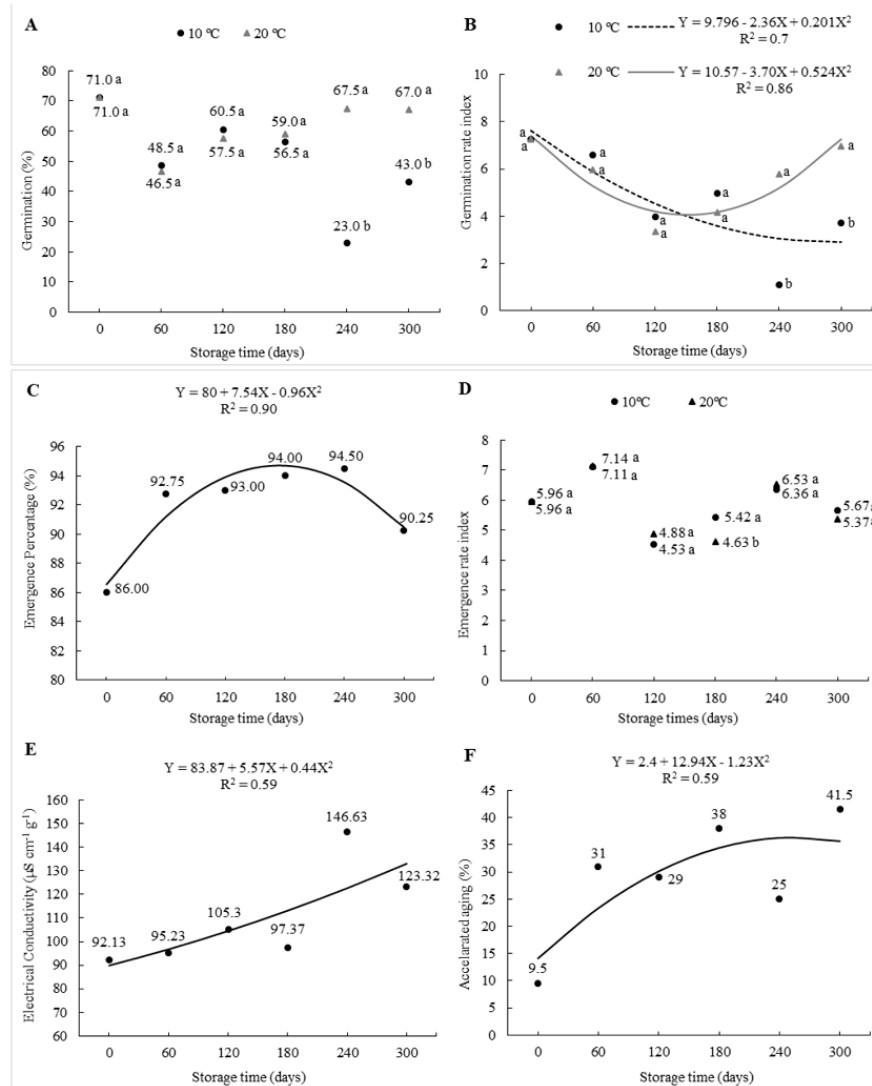 A
10 ºC
20 ºC
Germination (%)
80
70
60
50
40
30
20
10
0
71.0 a
71.0 a
48.5 a
46.5 a
60.5 a
57.5 a
59.0 a
56.5 a
67.5 a
23.0 b
67.0 a
43.0 b
0 60 120 180 240 300
Storage time (days)
B
10 ºC
Y = 9.796 - 2.36X + 0.201X²
R² = 0.7
20 ºC
Y = 10.57 - 3.70X + 0.524X²
R² = 0.86
Germination rate index
10
8
6
4
2
0
a
a
a
a
a
a
a
a
a
b
a
b
0 60 120 180 240 300
Storage time (days)
C
Y = 80 + 7.54X - 0.96X²
R² = 0.90
Emergence Percentage (%)
96
94
92
90
88
86
84
82
80
86.00
92.75
93.00
94.00
94.50
90.25
0 60 120 180 240 300
Storage time (days)
D
10ºC
20ºC
Emergence rate index
8
7
6
5
4
3
2
1
0
5.96 a
5.96 a
7.14 a
7.11 a
4.88 a
4.53 a
5.42 a
4.63 b
6.53 a
6.36 a
5.67a
5.37a
0 60 120 180 240 300
Storage times (days)
E
Y = 83.87 + 5.57X + 0.44X²
R² = 0.59
Electrical Conductivity (µS cm⁻¹ g⁻¹)
160
150
140
130
120
110
100
90
80
70
60
92.13
95.23
105.3
97.37
146.63
123.32
0 60 120 180 240 300
Storage time (days)
F
Y = 2.4 + 12.94X - 1.23X²
R² = 0.59
Accelarated aging (%)
45
40
35
30
25
20
15
10
5
0
9.5
31
29
38
25
41.5
0 60 120 180 240 300
Storage time (days)